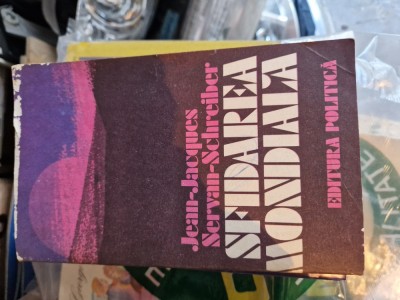 Jean-Jacques
Servan-Schreiber
SFIDAREA
MONDIALĂ
EDITURA POLITICĂ